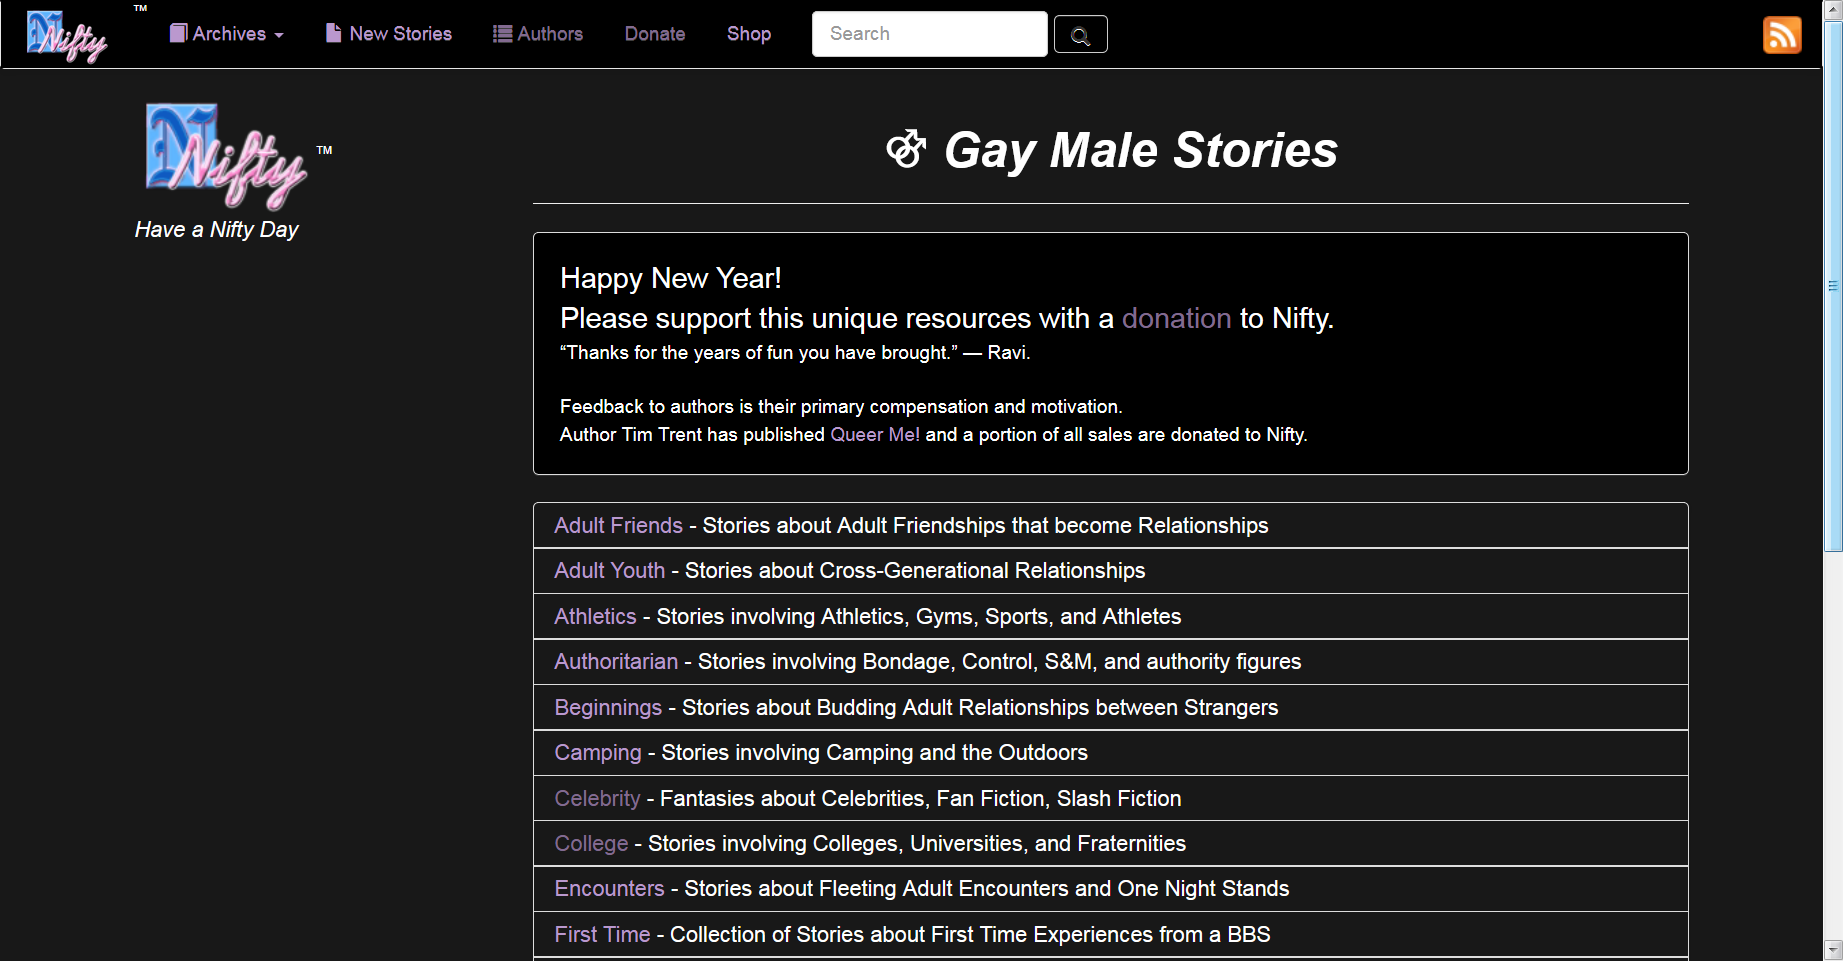 Nifty TM Archives New Stories Authors Donate Shop Search
Nifty TM
Have a Nifty Day
Gay Male Stories
Happy New Year!
Please support this unique resources with a donation to Nifty.
“Thanks for the years of fun you have brought.” — Ravi.
Feedback to authors is their primary compensation and motivation.
Author Tim Trent has published Queer Me! and a portion of all sales are donated to Nifty.
Adult Friends - Stories about Adult Friendships that become Relationships
Adult Youth - Stories about Cross-Generational Relationships
Athletics - Stories involving Athletics, Gyms, Sports, and Athletes
Authoritarian - Stories involving Bondage, Control, S&M, and authority figures
Beginnings - Stories about Budding Adult Relationships between Strangers
Camping - Stories involving Camping and the Outdoors
Celebrity - Fantasies about Celebrities, Fan Fiction, Slash Fiction
College - Stories involving Colleges, Universities, and Fraternities
Encounters - Stories about Fleeting Adult Encounters and One Night Stands
First Time - Collection of Stories about First Time Experiences from a BBS